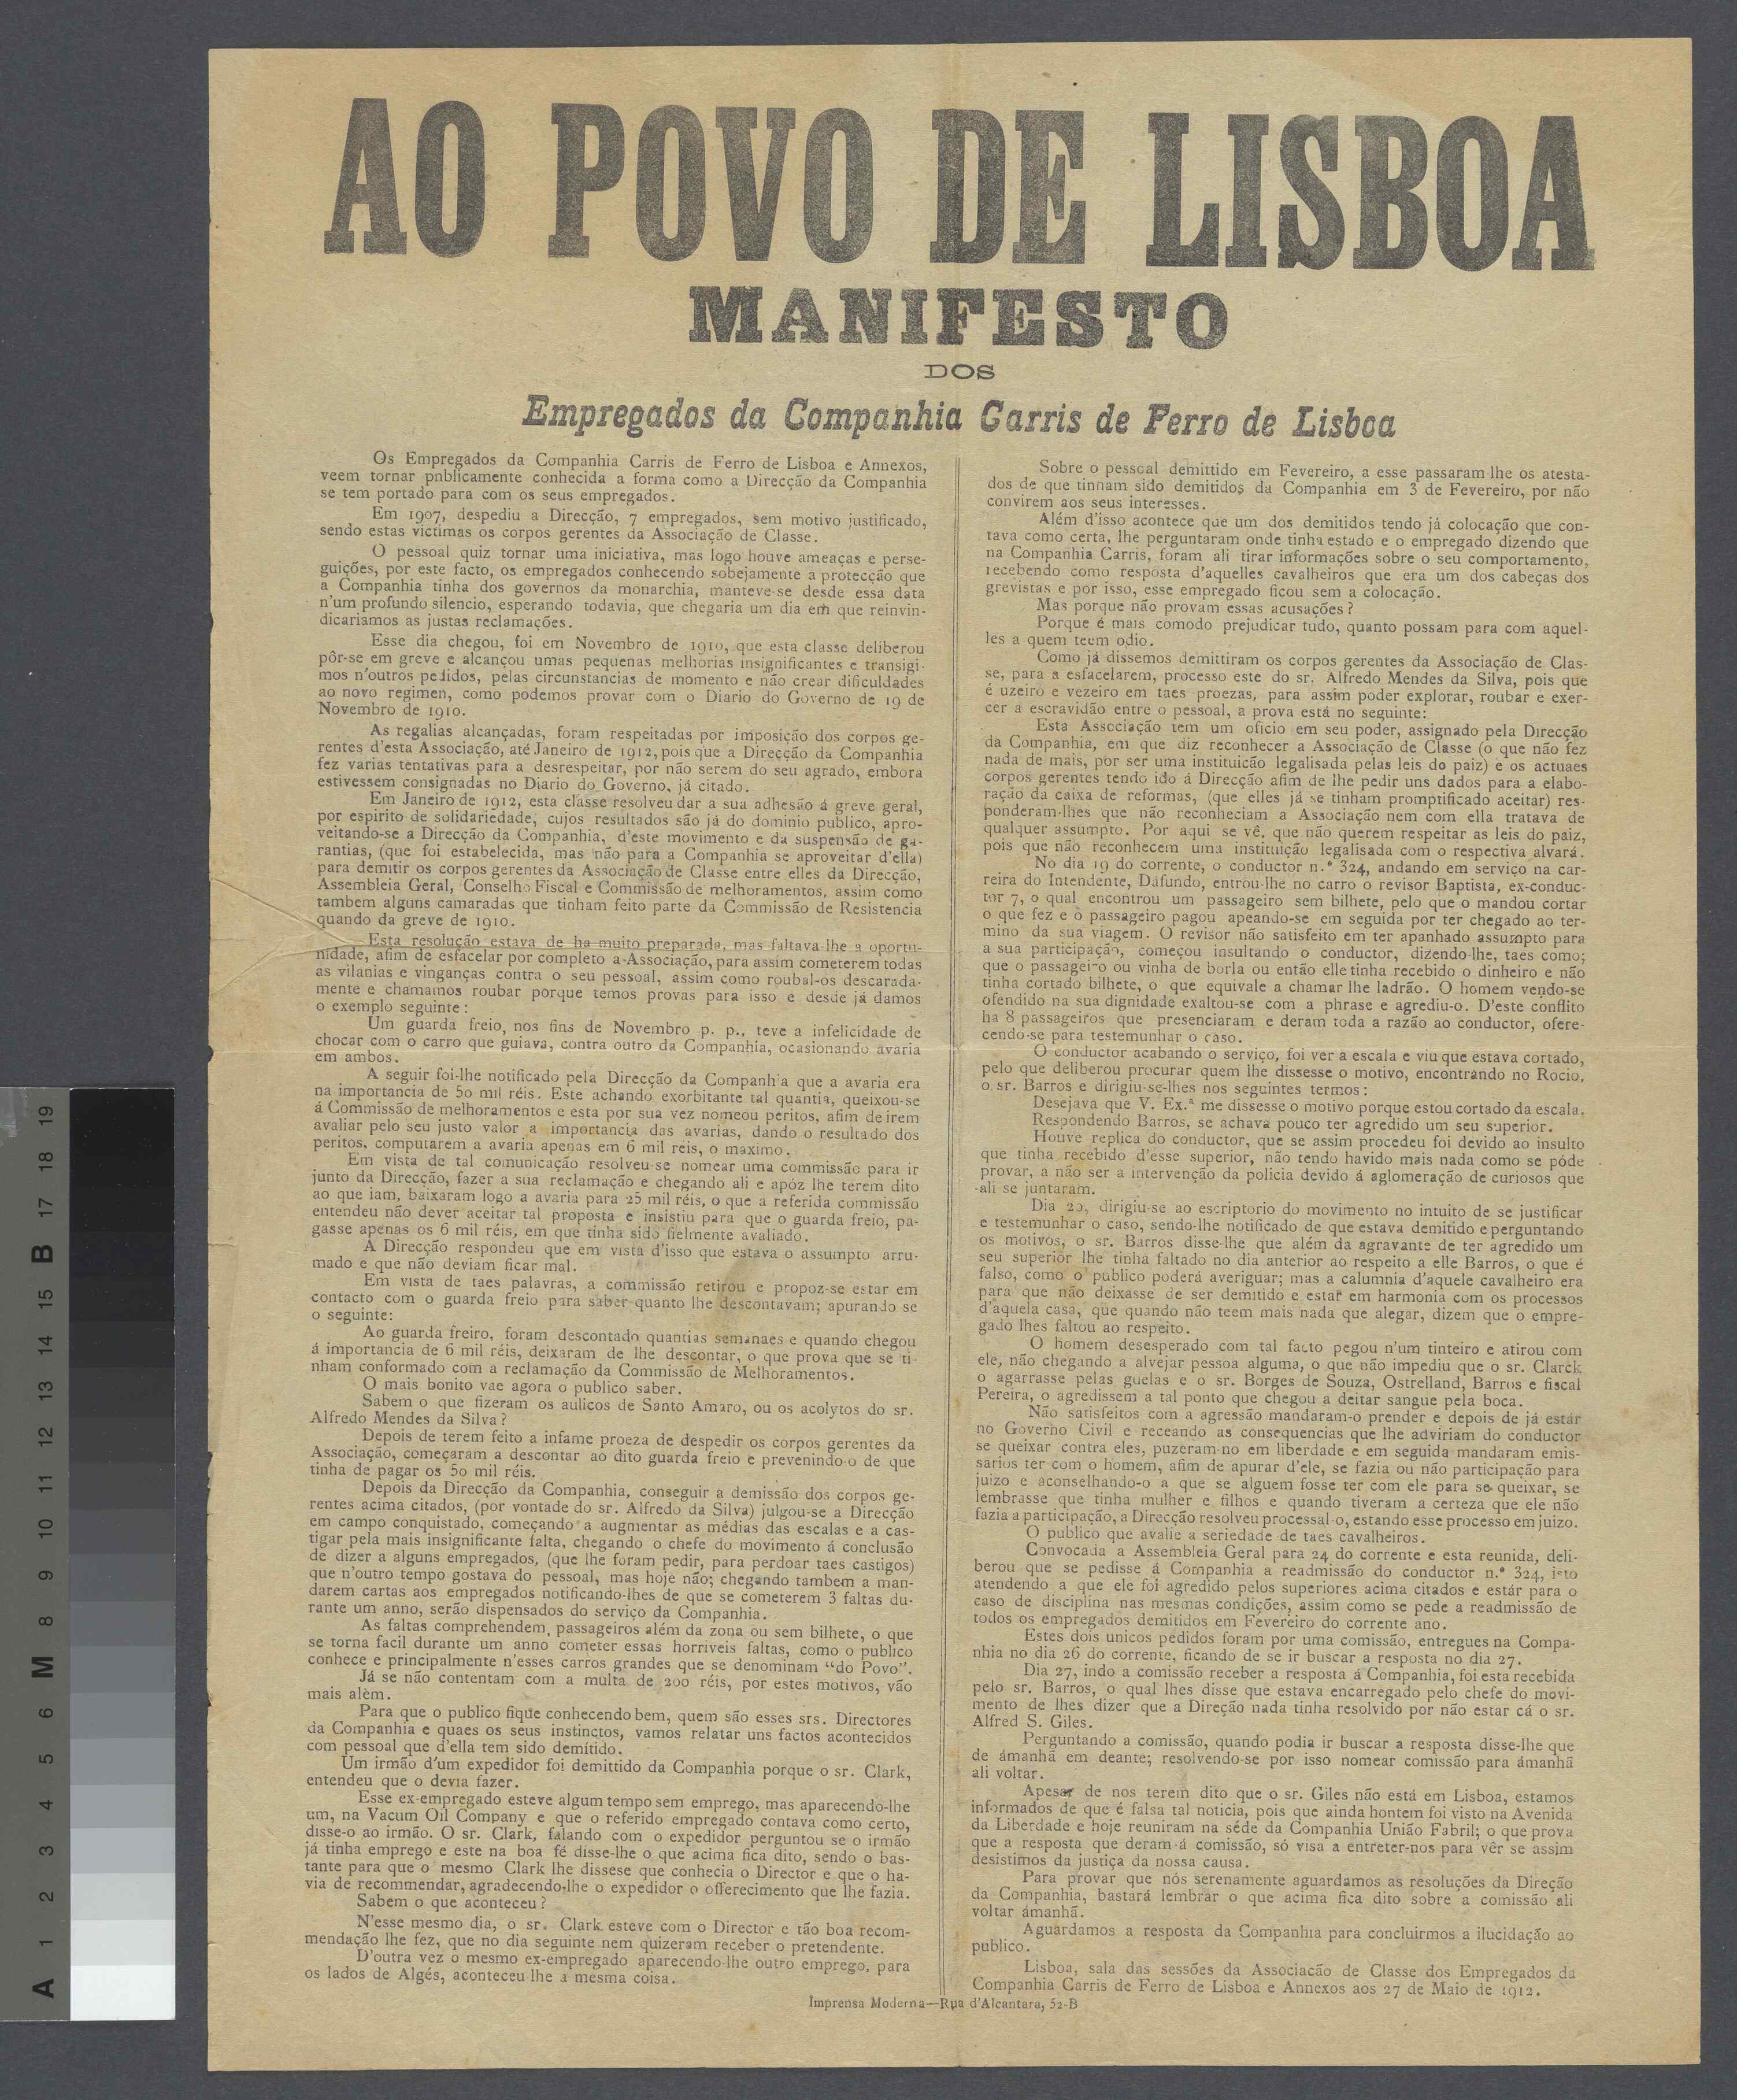 AO POVO DE LISBOA
MANIFESTO
DOS
Empregados da Companhia Carris de Ferro de Lisboa
Os Empregados da Companhia Carris de Ferro de Lisboa e Annexos,
veem tornar pnblicamente conhecida a forma como a Direcção da Companhia
se tem portado para com os seus empregados.
Em 1907, despediu a Direcção, 7 empregados, sem motivo justificado,
sendo estas victimas os corpos gerentes da Associação de Classe.
O pessoal quiz tornar uma iniciativa, mas logo houve ameaças e perse-
guições, por este facto, os empregados conhecendo sobejamente a protecção que
a Companhia tinha dos governos da monarchia, manteve-se desde essa data
n'um profundo silencio, esperando todavia, que chegaria um dia em que reinvin-
dicariamos as justas reclamações.
Esse dia chegou, foi em Novembro de 1910, que esta classe deliberou
pôr-se em greve e alcançou umas pequenas melhorias insignificantes e transigi-
mos n'outros pedidos, pelas circunstancias de momento e não crear dificuldades
ao novo regimen, como podemos provar com o Diario do Governo de 19 de
Novembro de 1910.
As regalias alcançadas, foram respeitadas por imposição dos corpos ge-
rentes d'esta Associação, até Janeiro de 1912, pois que a Direcção da Companhia
fez varias tentativas para a desrespeitar, por não serem do seu agrado, embora
estivessem consignadas no Diario do Governo, já citado.
Em Janeiro de 1912, esta classe resolveu dar a sua adhesão á greve geral,
por espirito de solidariedade, cujos resultados são já do dominio publico, apro-
veitando-se a Direcção da Companhia, d'este movimento e da suspensão de ga-
rantias, (que foi estabelecida, mas não para a Companhia se aproveitar d'ella)
para demitir os corpos gerentes da Associação de Classe entre elles da Direcção,
Assembleia Geral, Conselho Fiscal e Commissão de melhoramentos, assim como
tambem alguns camaradas que tinham feito parte da Commissão de Resistencia
quando da greve de 1910.
Esta resolução estava de ha muito preparada, mas faltava-lhe a oportu-
nidade, afim de esfacelar por completo a Associação, para assim cometerem todas
as vilanias e vinganças contra o seu pessoal, assim como roubal-os descarada-
mente e chamamos roubar porque temos provas para isso e desde já damos
o exemplo seguinte:
Um guarda freio, nos fins de Novembro p. p., teve a infelicidade de
chocar com o carro que guiava, contra outro da Companhia, ocasionando avaria
em ambos.
A seguir foi-lhe notificado pela Direcção da Companhia que a avaria era
na importancia de 50 mil réis. Este achando exorbitante tal quantia, queixou-se
á Commissão de melhoramentos e esta por sua vez nomeou peritos, afim de irem
avaliar pelo seu justo valor a importancia das avarias, dando o resultado dos
peritos, computarem a avaria apenas em 6 mil reis, o maximo.
Em vista de tal comunicação resolveu-se nomear uma commissão para ir
junto da Direcção, fazer a sua reclamação e chegando ali e apóz lhe terem dito
ao que iam, baixaram logo a avaria para 25 mil réis, o que a referida commissão
entendeu não dever aceitar tal proposta e insistiu para que o guarda freio, pa-
gasse apenas os 6 mil réis, em que tinha sido fielmente avaliado.
A Direcção respondeu que em vista d'isso que estava o assumpto arru-
mado e que não deviam ficar mal.
Em vista de taes palavras, a commissão retirou e propoz-se estar em
contacto com o guarda freio para saber quanto lhe descontavam; apurando se
o seguinte:
Ao guarda freiro, foram descontado quantias semanaes e quando chegou
á importancia de 6 mil réis, deixaram de lhe descontar, o que prova que se ti-
nham conformado com a reclamação da Commissão de Melhoramentos.
O mais bonito vae agora o publico saber.
Sabem o que fizeram os aulicos de Santo Amaro, ou os acolytos do sr.
Alfredo Mendes da Silva?
Depois de terem feito a infame proeza de despedir os corpos gerentes da
Associação, começaram a descontar ao dito guarda freio e prevenindo-o de que
tinha de pagar os 50 mil réis.
Depois da Direcção da Companhia, conseguir a demissão dos corpos ge-
rentes acima citados, (por vontade do sr. Alfredo da Silva) julgou-se a Direcção
em campo conquistado, começando a augmentar as médias das escalas e a cas-
tigar pela mais insignificante falta, chegando o chefe do movimento á conclusão
de dizer a alguns empregados, (que lhe foram pedir, para perdoar taes castigos)
que n'outro tempo gostava do pessoal, mas hoje não; chegando tambem a man-
darem cartas aos empregados notificando-lhes de que se cometerem 3 faltas du-
rante um anno, serão dispensados do serviço da Companhia.
As faltas comprehendem, passageiros além da zona ou sem bilhete, o que
se torna facil durante um anno cometer essas horriveis faltas, como o publico
conhece e principalmente n'esses carros grandes que se denominam “do Povo”.
Já se não contentam com a multa de 200 réis, por estes motivos, vão
mais alèm.
Para que o publico fique conhecendo bem, quem são esses srs. Directores
da Companhia e quaes os seus instinctos, vamos relatar uns factos acontecidos
com pessoal que d'ella tem sido demítido.
Um irmão d'um expedidor foi demittido da Companhia porque o sr. Clark,
entendeu que o devia fazer.
Esse ex-empregado esteve algum tempo sem emprego, mas aparecendo-lhe
um, na Vacum Oil Company e que o referido empregado contava como certo,
disse-o ao irmão. O sr. Clark, falando com o expedidor perguntou se o irmão
já tinha emprego e este na boa fé disse-lhe o que acima fica dito, sendo o bas-
tante para que o mesmo Clark lhe dissese que conhecia o Director e que o ha-
via de recommendar, agradecendo-lhe o expedidor o offerecimento que lhe fazia.
Sabem o que aconteceu?
N'esse mesmo dia, o sr. Clark esteve com o Director e tão boa recom-
mendação lhe fez, que no dia seguinte nem quizeram receber o pretendente.
D'outra vez o mesmo ex-empregado aparecendo-lhe outro emprego, para
os lados de Algés, aconteceu lhe a mesma coisa.
Sobre o pessoal demittido em Fevereiro, a esse passaram-lhe os atesta-
dos de que tinnam sido demitidos da Companhia em 3 de Fevereiro, por não
convirem aos seus interesses.
Além d'isso acontece que um dos demitidos tendo já colocação que con-
tava como certa, lhe perguntaram onde tinha estado e o empregado dizendo que
na Companhia Carris, foram ali tirar informações sobre o seu comportamento,
recebendo como resposta d'aquelles cavalheiros que era um dos cabeças dos
grevistas e por isso, esse empregado ficou sem a colocação.
Mas porque não provam essas acusações?
Porque é mais comodo prejudicar tudo, quanto possam para com aquel-
les a quem teem odio.
Como já dissemos demittiram os corpos gerentes da Associação de Clas-
se, para a esfacelarem, processo este do sr. Alfredo Mendes da Silva, pois que
é uzeiro e vezeiro em taes proezas, para assim poder explorar, roubar e exer-
cer a escravidão entre o pessoal, a prova está no seguinte:
Esta Associação tem um oficio em seu poder, assignado pela Direcção
da Companhia, em que diz reconhecer a Associação de Classe (o que não fez
nada de mais, por ser uma instituicão legalisada pelas leis do paiz) e os actuaes
corpos gerentes tendo ido á Direcção afim de lhe pedir uns dados para a elabo-
ração da caixa de reformas, (que elles já se tinham promptificado aceitar) res-
ponderam-lhes que não reconheciam a Associação nem com ella tratava de
qualquer assumpto. Por aqui se vê, que não querem respeitar as leis do paiz,
pois que não reconhecem uma instituição legalisada com o respectiva alvará.
No dia 19 do corrente, o conductor n.º 324, andando em serviço na car-
reira do Intendente, Dáfundo, entrou-lhe no carro o revisor Baptista, ex-conduc-
tor 7, o qual encontrou um passageiro sem bilhete, pelo que o mandou cortar
o que fez e o passageiro pagou apeando-se em seguida por ter chegado ao ter-
mino da sua viagem. O revisor não satisfeito em ter apanhado assumpto para
a sua participação, começou insultando o conductor, dizendo-lhe, taes como;
que o passageiro ou vinha de borla ou então elle tinha recebido o dinheiro e não
tinha cortado bilhete, o que equivale a chamar lhe ladrão. O homem vendo-se
ofendido na sua dignidade exaltou-se com a phrase e agrediu-o. D'este conflito
ha 8 passageiros que presenciaram e deram toda a razão ao conductor, ofere-
cendo-se para testemunhar o caso.
O conductor acabando o serviço, foi ver a escala e viu que estava cortado,
pelo que deliberou procurar quem lhe dissesse o motivo, encontrando no Rocio,
o sr. Barros e dirigiu-se-lhes nos seguintes termos:
Desejava que V. Ex.ª me dissesse o motivo porque estou cortado da escala.
Respondendo Barros, se achava pouco ter agredido um seu superior.
Houve replica do conductor, que se assim procedeu foi devido ao insulto
que tinha recebido d'esse superior, não tendo havido mais nada como se póde
provar, a não ser a intervenção da policia devido á aglomeração de curiosos que
ali se juntaram.
Dia 20, dirigiu-se ao escriptorio do movimento no intuito de se justificar
e testemunhar o caso, sendo-lhe notificado de que estava demitido e perguntando
os motivos, o sr. Barros disse-lhe que além da agravante de ter agredido um
seu superior lhe tinha faltado no dia anterior ao respeito a elle Barros, o que é
falso, como o publico poderá averiguar; mas a calumnia d'aquele cavalheiro era
para que não deixasse de ser demitido e estar em harmonia com os processos
d'aquela casa, que quando não teem mais nada que alegar, dizem que o empre-
gado lhes faltou ao respeito.
O homem desesperado com tal facto pegou n'um tinteiro e atirou com
ele, não chegando a alvejar pessoa alguma, o que não impediu que o sr. Clarck
o agarrasse pelas guelas e o sr. Borges de Souza, Ostrelland, Barros e fiscal
Pereira, o agredissem a tal ponto que chegou a deitar sangue pela boca.
Não satisfeitos com a agressão mandaram-o prender e depois de já estár
no Governo Civil e receando as consequencias que lhe adviriam do conductor
se queixar contra eles, puzeram-no em liberdade e em seguida mandaram emis-
sarios ter com o homem, afim de apurar d'ele, se fazia ou não participação para
juizo e aconselhando-o a que se alguem fosse ter com ele para se queixar, se
lembrasse que tinha mulher e filhos e quando tiveram a certeza que ele não
fazia a participação, a Direcção resolveu processal-o, estando esse processo em juizo.
O publico que avalie a seriedade de taes cavalheiros.
Convocada a Assembleia Geral para 24 do corrente e esta reunida, deli-
berou que se pedisse á Companhia a readmissão do conductor n.º 324, isto
atendendo a que ele foi agredido pelos superiores acima citados e estár para o
caso de disciplina nas mesmas condições, assim como se pede a readmissão de
todos os empregados demitidos em Fevereiro do corrente ano.
Estes dois unicos pedidos foram por uma comissão, entregues na Compa-
nhia no dia 26 do corrente, ficando de se ir buscar a resposta no dia 27.
Dia 27, indo a comissão receber a resposta á Companhia, foi esta recebida
pelo sr. Barros, o qual lhes disse que estava encarregado pelo chefe do movi-
mento de lhes dizer que a Direção nada tinha resolvido por não estar cá o sr.
Alfred S. Giles.
Perguntando a comissão, quando podia ir buscar a resposta disse-lhe que
de ámanhã em deante; resolvendo-se por isso nomear comissão para ámanhã
ali voltar.
Apesar de nos terem dito que o sr. Giles não está em Lisboa, estamos
informados de que é falsa tal noticia, pois que ainda hontem foi visto na Avenida
da Liberdade e hoje reuniram na séde da Companhia União Fabril; o que prova
que a resposta que deram á comissão, só visa a entreter-nos para vêr se assim
desistimos da justiça da nossa causa.
Para provar que nós serenamente aguardamos as resoluções da Direção
da Companhia, bastará lembrar o que acima fica dito sobre a comissão ali
voltar ámanhã.
Aguardamos a resposta da Companhia para concluirmos a ilucidação ao
publico.
Lisboa, sala das sessões da Associacão de Classe dos Empregados da
Companhia Carris de Ferro de Lisboa e Annexos aos 27 de Maio de 1912.
Imprensa Moderna—Rua d'Alcantara, 52-B
A 1 2 3 4 5 6 M 8 9 10 11 12 13 14 15 B 17 18 19